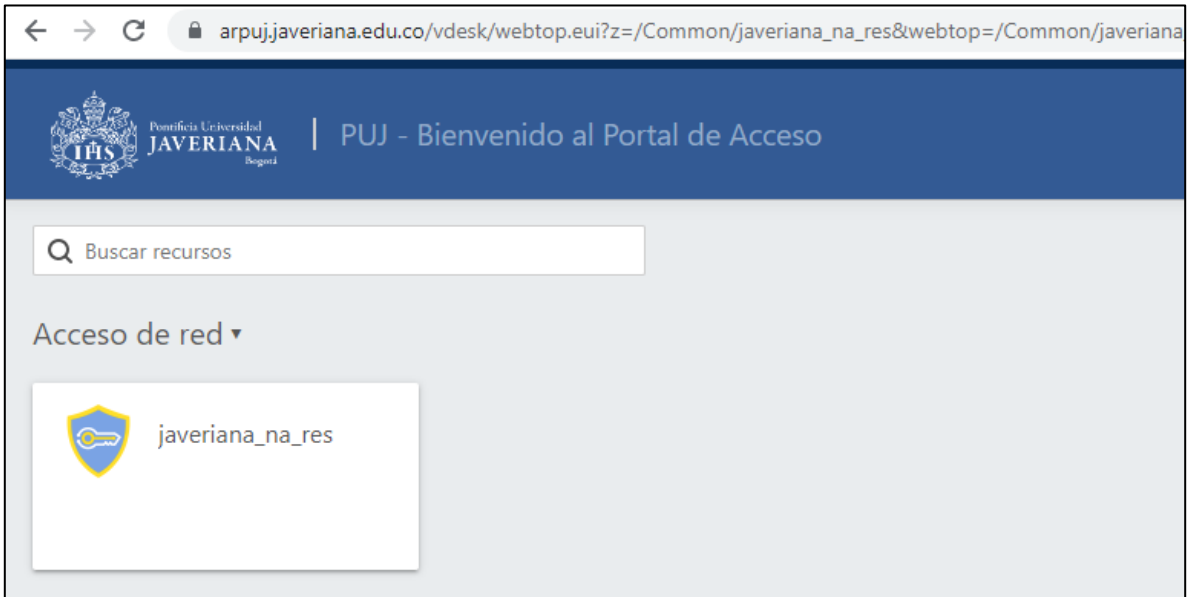 arpuj.javeriana.edu.co/vdesk/webtop.eui?z=/Common/javeriana_na_res&webtop=/Common/javeriana
Pontificia Universidad
JAVERIANA
Bogotá
IHS
PUJ - Bienvenido al Portal de Acceso
Buscar recursos
Acceso de red
javeriana_na_res